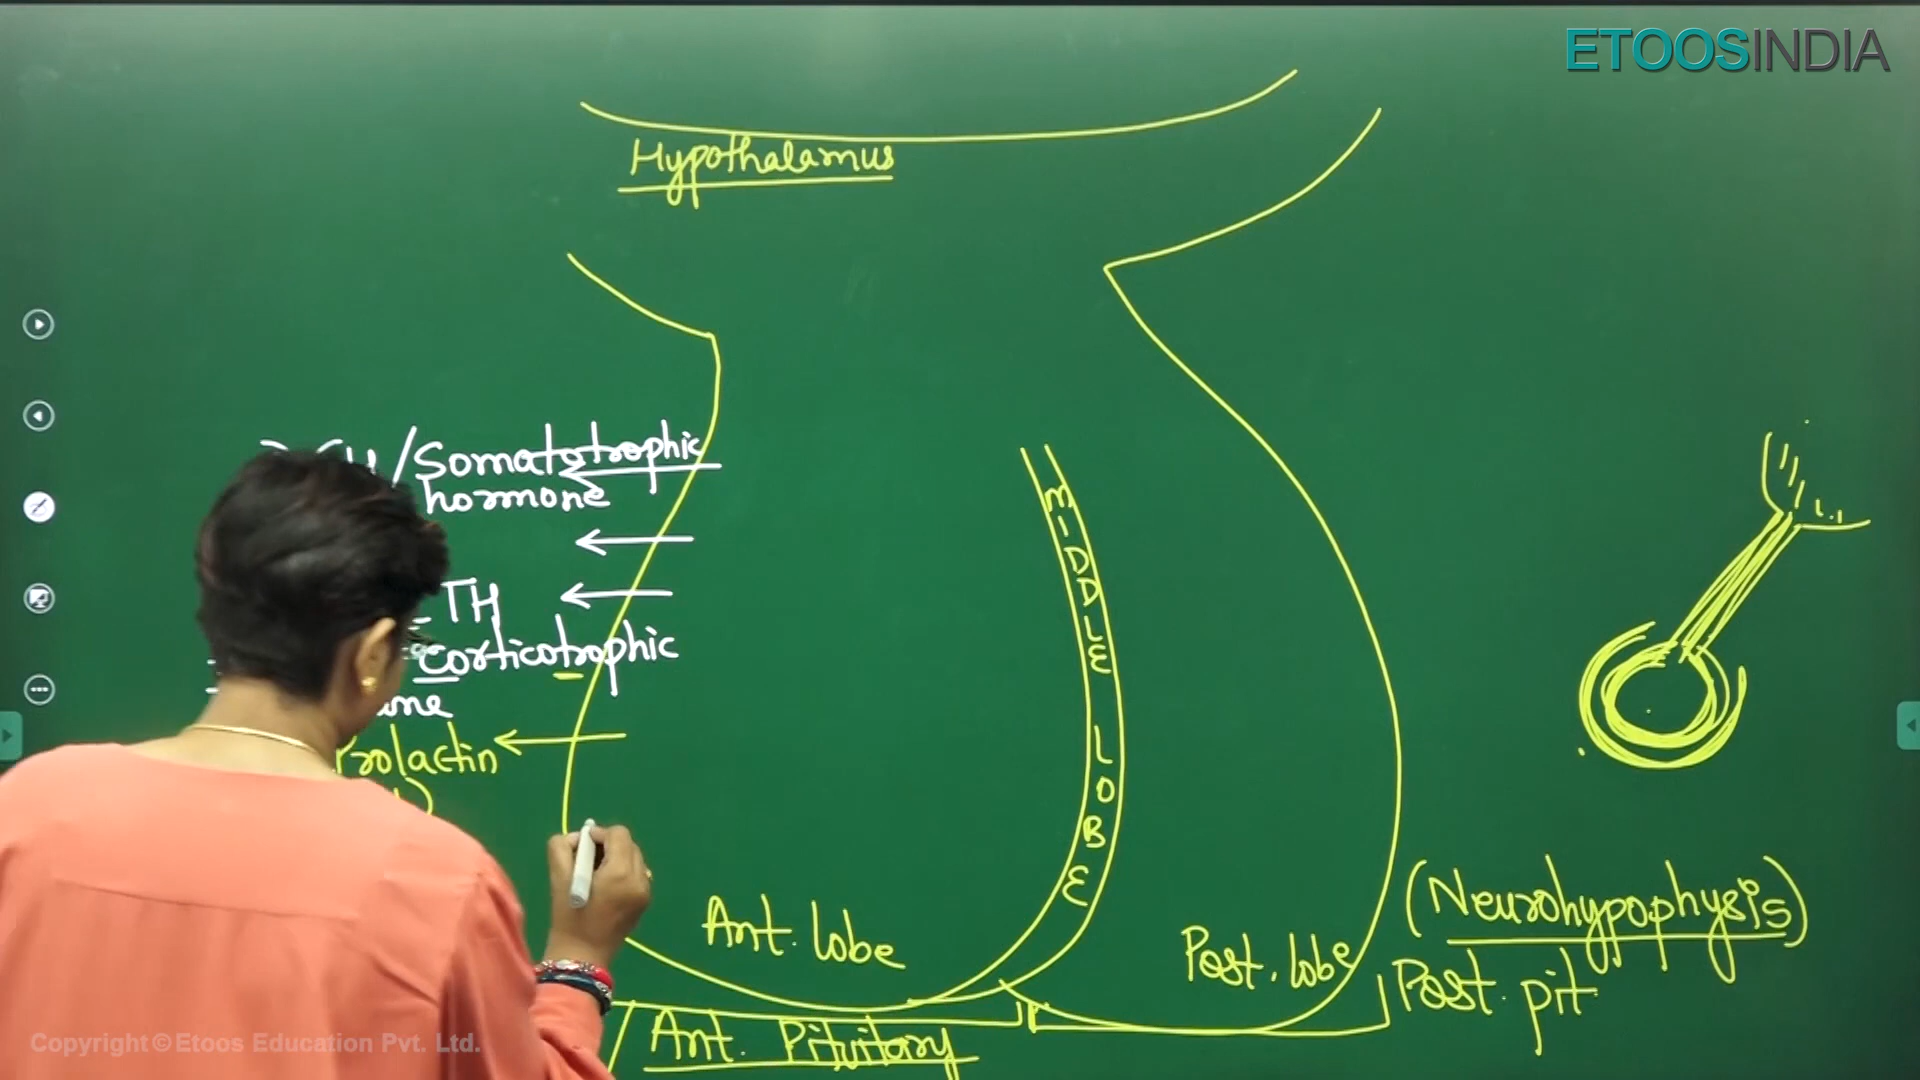 ETOOSINDIA
Hypothalamus
/Somatotrophic
hormone
TH
corticotrophic
Prolactin
MIDDLE LOBE
Ant. lobe
Post. lobe
(Neurohypophysis)
Post. pit
Ant. Pituitary
Copyright © Etoos Education Pvt. Ltd.